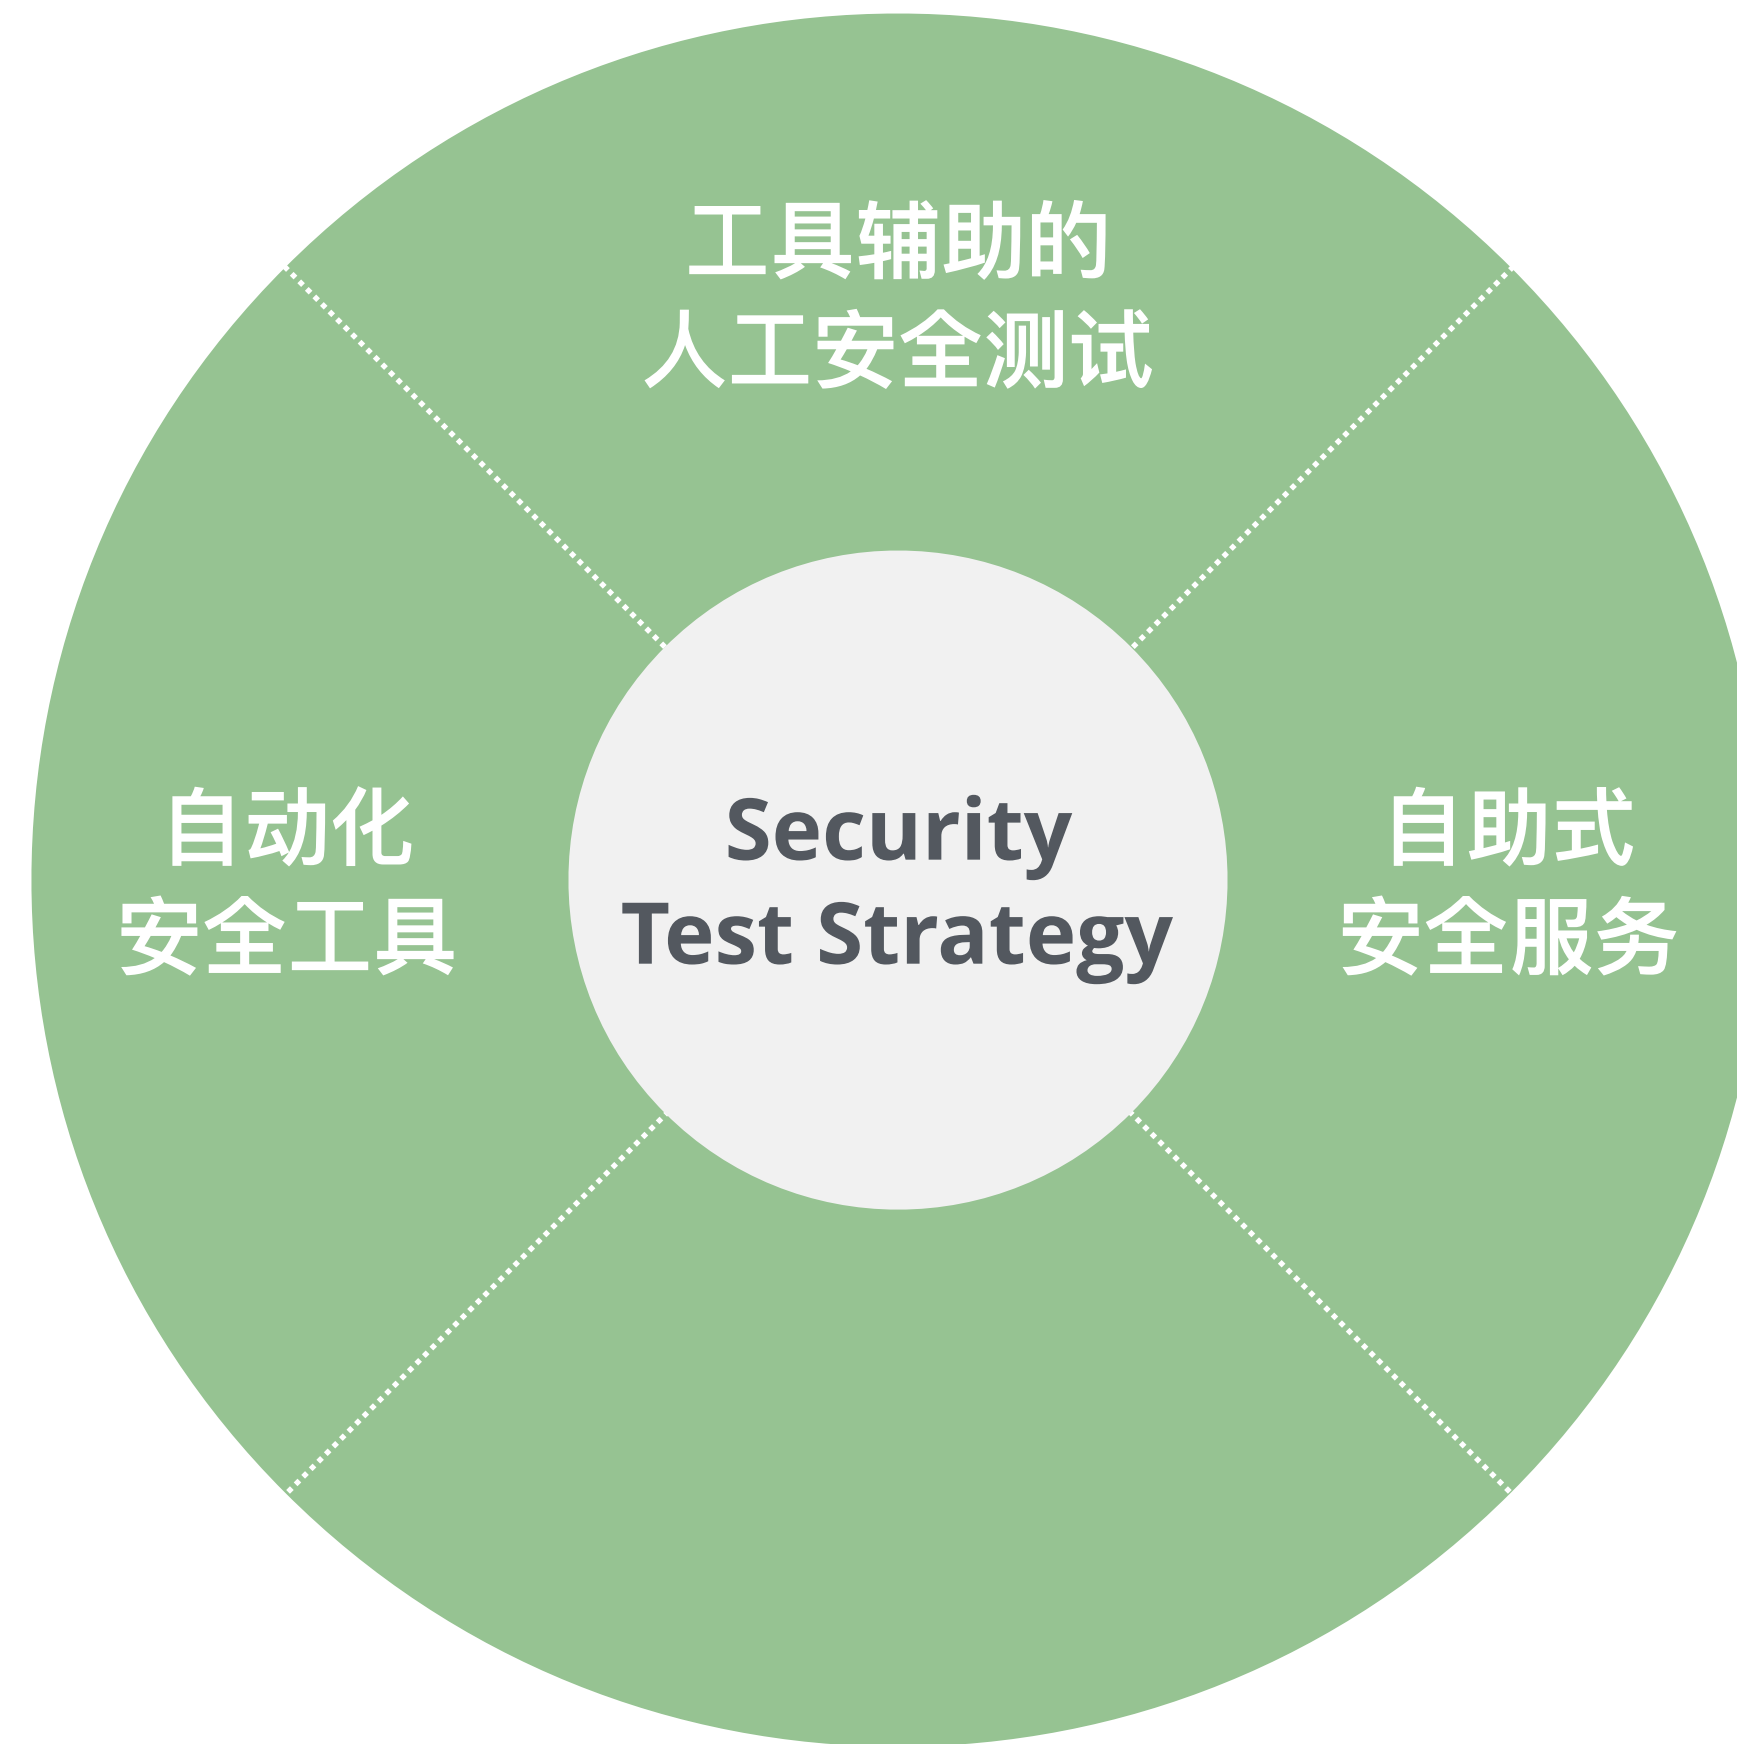 工具辅助的
人工安全测试
自动化
安全工具
Security
Test Strategy
自助式
安全服务